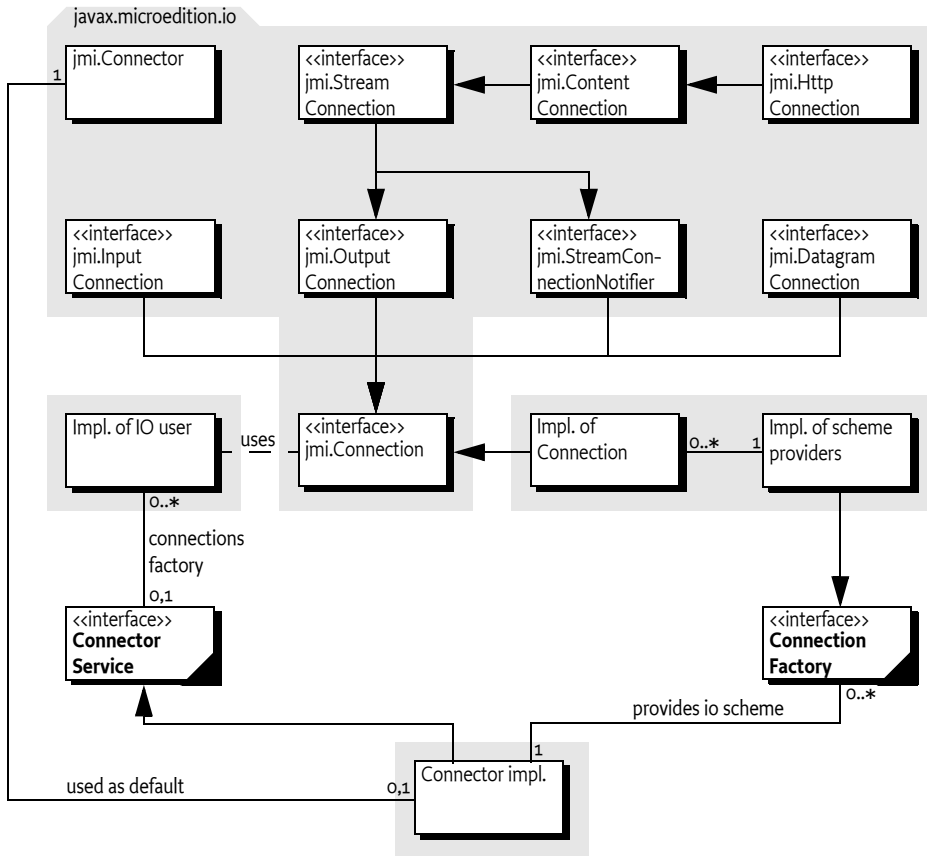 javax.microedition.io
jmi.Connector
1
<<interface>>
jmi.Stream
Connection
<<interface>>
jmi.Content
Connection
<<interface>>
jmi.Http
Connection
<<interface>>
jmi.Input
Connection
<<interface>>
jmi.Output
Connection
<<interface>>
jmi.StreamCon-
nectionNotifier
<<interface>>
jmi.Datagram
Connection
Impl. of IO user
uses
<<interface>>
jmi.Connection
Impl. of
Connection
0..*
1
Impl. of scheme
providers
0..*
connections
factory
0,1
<<interface>>
Connector
Service
<<interface>>
Connection
Factory
0..*
provides io scheme
1
Connector impl.
used as default
0,1